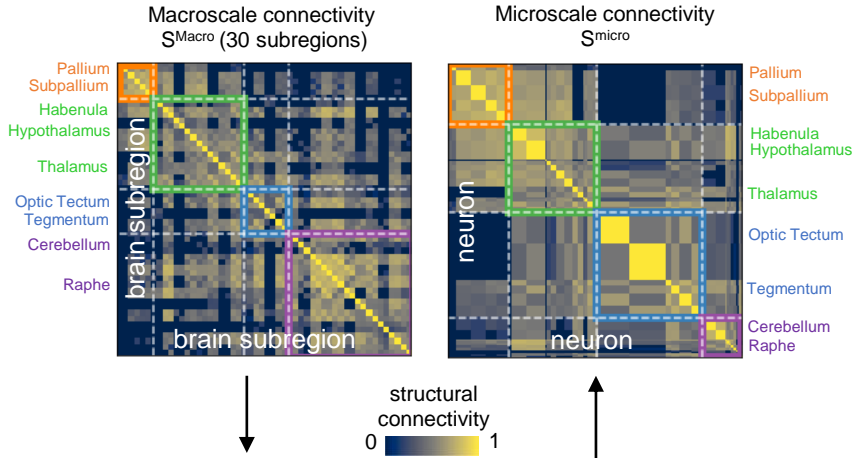 Macroscale connectivity
S^Macro (30 subregions)
Pallium
Subpallium
Habenula
Hypothalamus
Thalamus
Optic Tectum
Tegmentum
Cerebellum
Raphe
brain subregion
brain subregion
Microscale connectivity
S^micro
Pallium
Subpallium
Habenula
Hypothalamus
Thalamus
Optic Tectum
Tegmentum
Cerebellum
Raphe
neuron
neuron
structural
connectivity
0 1